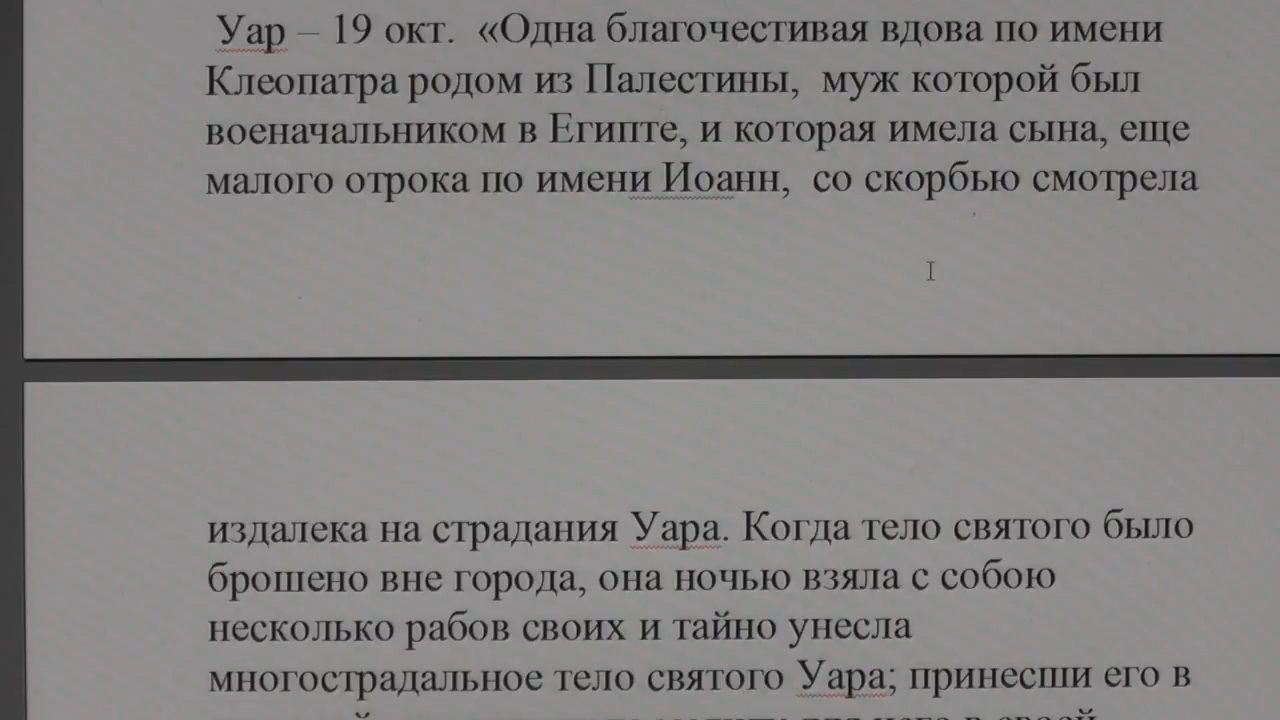 Уар – 19 окт. «Одна благочестивая вдова по имени
Клеопатра родом из Палестины, муж которой был
военачальником в Египте, и которая имела сына, еще
малого отрока по имени Иоанн, со скорбью смотрела
издалека на страдания Уара. Когда тело святого было
брошено вне города, она ночью взяла с собою
несколько рабов своих и тайно унесла
многострадальное тело святого Уара; принесши его в